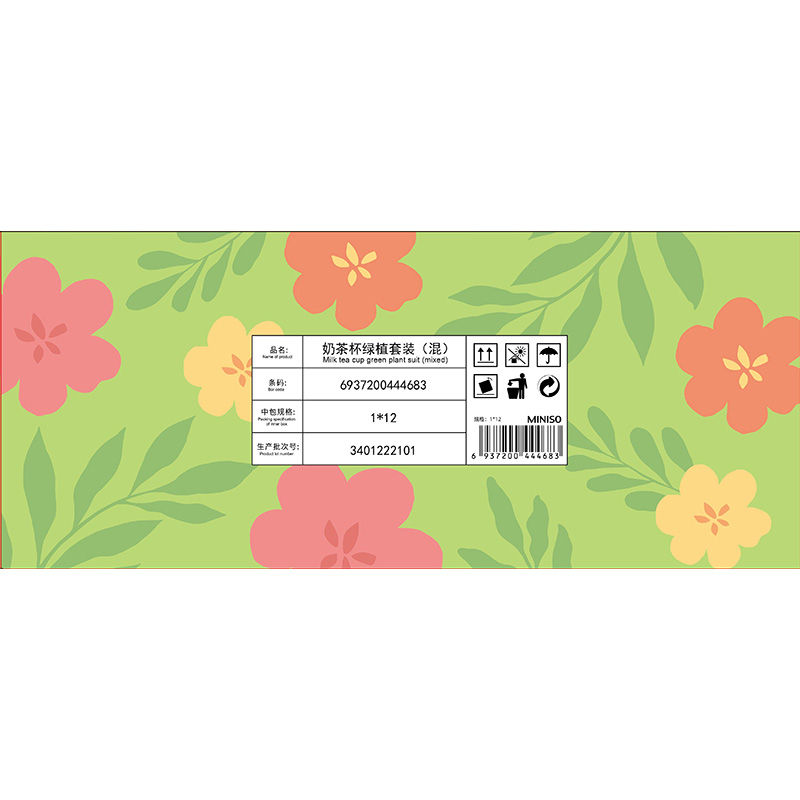 品名:
Name of product
奶茶杯绿植套装（混）
Milk tea cup green plant suit (mixed)
条码:
Bar code
6937200444683
中包规格:
Packing specification
of inner box
1*12
生产批次号:
Product lot number
3401222101
规格: 1*12
MINISO
6 937200 444683